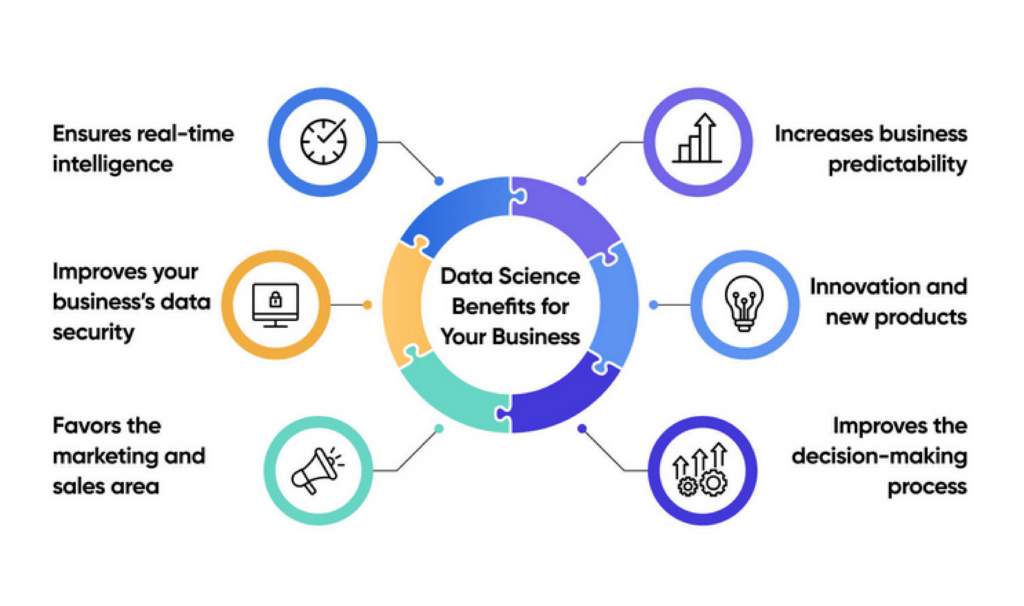 Ensures real-time
intelligence
Increases business
predictability
Improves your
business's data
security
Data Science
Benefits for
Your Business
Innovation and
new products
Favors the
marketing and
sales area
Improves the
decision-making
process